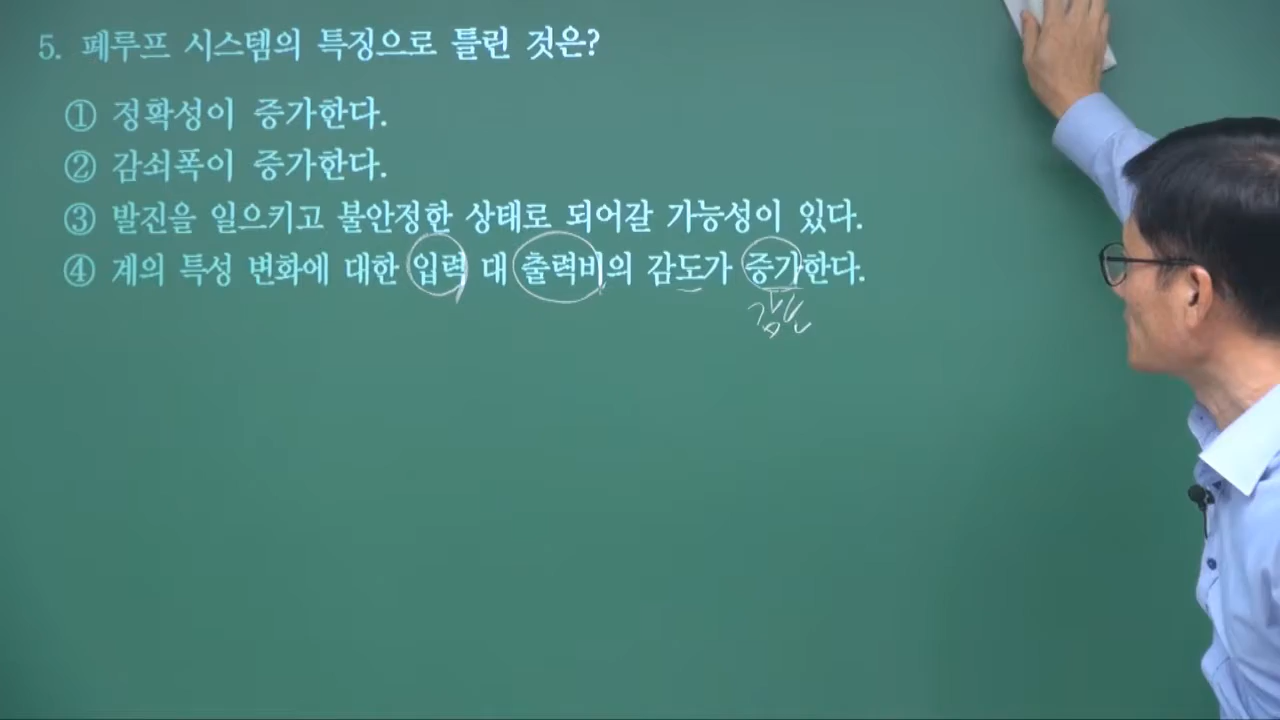 5. 폐루프 시스템의 특징으로 틀린 것은?
① 정확성이 증가한다.
② 감쇠폭이 증가한다.
③ 발진을 일으키고 불안정한 상태로 되어갈 가능성이 있다.
④ 계의 특성 변화에 대한 입력 대 출력비의 감도가 증가한다.
감소